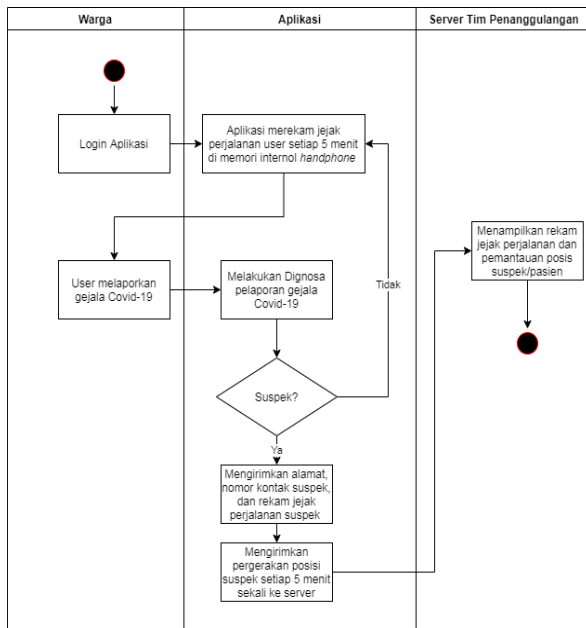 Warga
Aplikasi
Server Tim Penanggulangan
Login Aplikasi
Aplikasi merekam jejak
perjalanan user setiap 5 menit
di memori internol handphone
User melaporkan
gejala Covid-19
Melakukan Dignosa
pelaporan gejala
Covid-19
Tidak
Menampilkan rekam
jejak perjalanan dan
pemantauan posis
suspek/pasien
Suspek?
Ya
Mengirimkan alamat,
nomor kontak suspek,
dan rekam jejak
perjalanan suspek
Mengirimkan
pergerakan posisi
suspek setiap 5 menit
sekali ke server